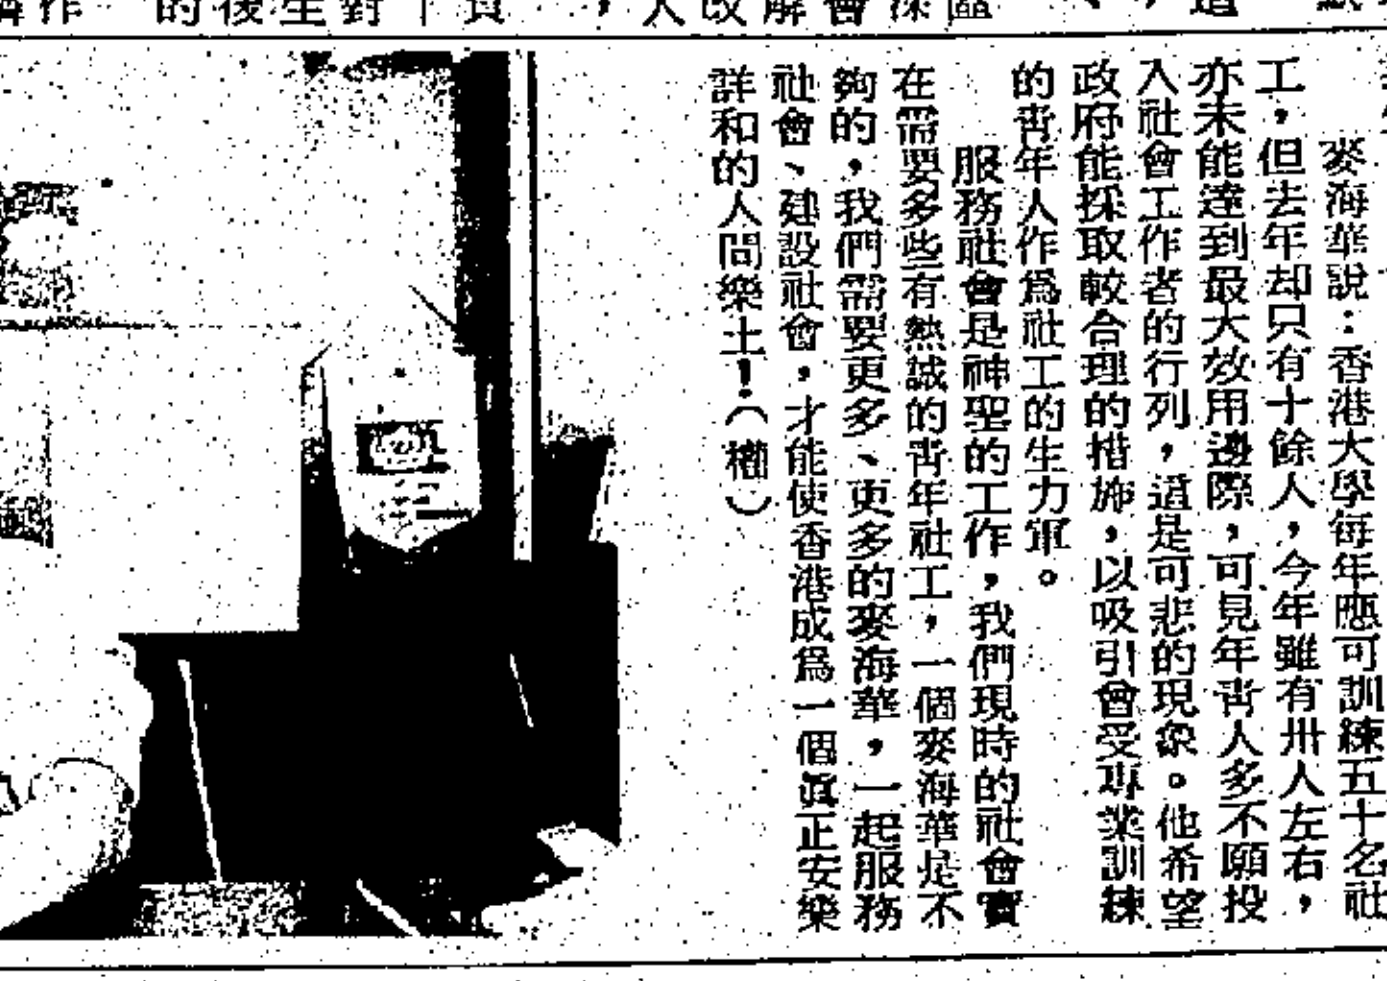 麥海華說：香港大學每年應可訓練五十名社
工，但去年却只有十餘人，今年雖有卅人左右，
亦未能達到最大效用邊際，可見年靑人多不願投
入社會工作者的行列，這是可悲的現象。他希望
政府能採取較合理的措施，以吸引會受專業訓練
的靑年人作爲社工的生力軍。
服務社會是神聖的工作，我們現時的社會實
在需要多些有熱誠的靑年社工，一個麥海華是不
夠的，我們需要更多、更多的麥海華，一起服務
社會、建設社會，才能使香港成爲一個眞正安樂
詳和的人間樂土！（權）